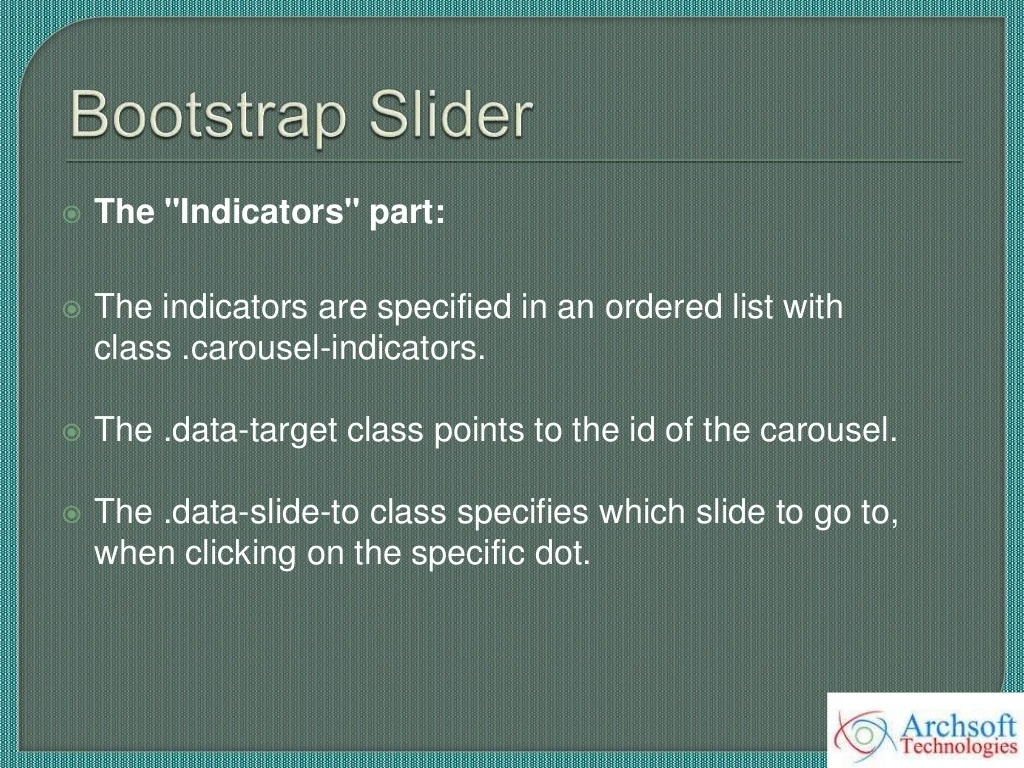 Bootstrap Slider
The "Indicators" part:
The indicators are specified in an ordered list with
class .carousel-indicators.
The .data-target class points to the id of the carousel.
The .data-slide-to class specifies which slide to go to,
when clicking on the specific dot.
Archsoft
Technologies